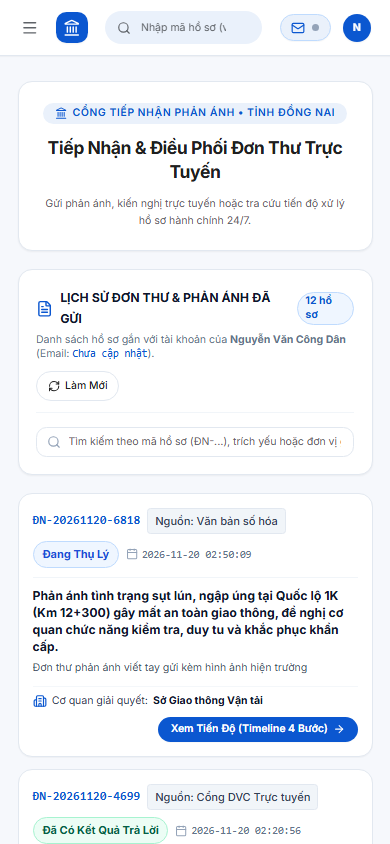 Nhập mã hồ sơ (v
N
CỔNG TIẾP NHẬN PHẢN ÁNH • TỈNH ĐỒNG NAI
Tiếp Nhận & Điều Phối Đơn Thư Trực
Tuyến
Gửi phản ánh, kiến nghị trực tuyến hoặc tra cứu tiến độ xử lý
hồ sơ hành chính 24/7.
LỊCH SỬ ĐƠN THƯ & PHẢN ÁNH ĐÃ
GỬI
12 hồ
sơ
Danh sách hồ sơ gắn với tài khoản của Nguyễn Văn Công Dân
(Email: Chưa cập nhật).
Làm Mới
Tìm kiếm theo mã hồ sơ (ĐN-...), trích yếu hoặc đơn vị
ĐN-20261120-6818 Nguồn: Văn bản số hóa
Đang Thụ Lý 2026-11-20 02:50:09
Phản ánh tình trạng sụt lún, ngập úng tại Quốc lộ 1K
(Km 12+300) gây mất an toàn giao thông, đề nghị cơ
quan chức năng kiểm tra, duy tu và khắc phục khẩn
cấp.
Đơn thư phản ánh viết tay gửi kèm hình ảnh hiện trường
Cơ quan giải quyết: Sở Giao thông Vận tải
Xem Tiến Độ (Timeline 4 Bước)
ĐN-20261120-4699 Nguồn: Cổng DVC Trực tuyến
Đã Có Kết Quả Trả Lời 2026-11-20 02:20:56